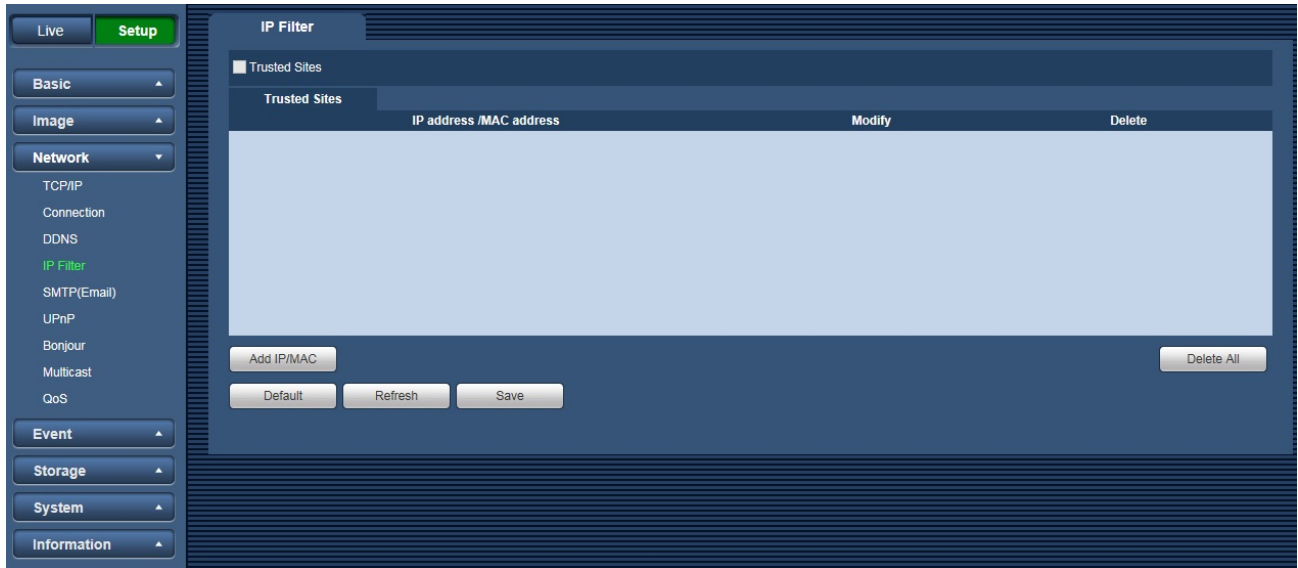 Live Setup
Basic
Image
Network
TCP/IP
Connection
DDNS
IP Filter
SMTP(Email)
UPnP
Bonjour
Multicast
QoS
Event
Storage
System
Information
IP Filter
Trusted Sites
Trusted Sites
IP address /MAC address Modify Delete
Add IP/MAC Delete All
Default Refresh Save